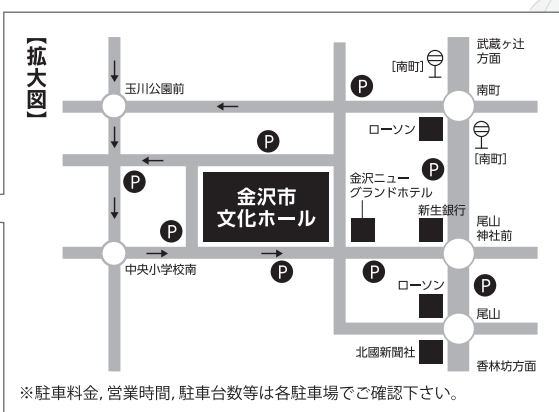 【拡大図】
武蔵ヶ辻
方面
[南町]
P
玉川公園前
南町
ローソン
P
[南町]
P
金沢ニュー
グランドホテル
P
金沢市
文化ホール
新生銀行
P
尾山
神社前
中央小学校南
P
P
ローソン
P
尾山
北國新聞社
香林坊方面
※駐車料金,営業時間,駐車台数等は各駐車場でご確認下さい。